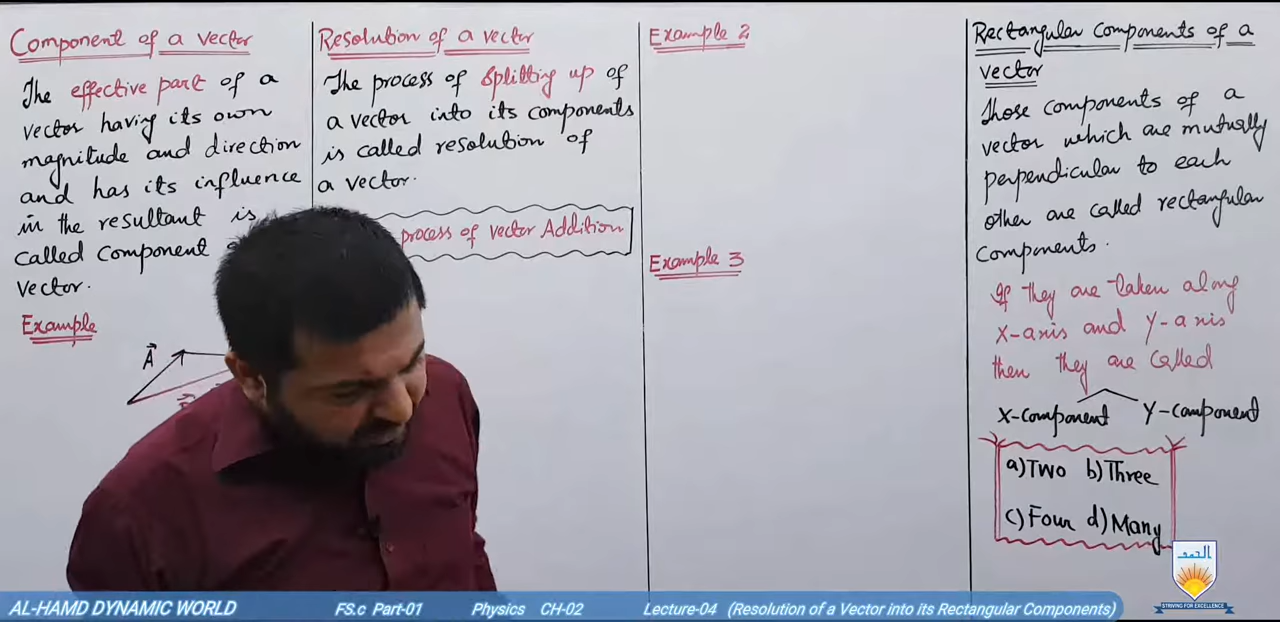 Component of a vector
The effective part of a
vector having its own
magnitude and direction
and has its influence
in the resultant is
called Component
vector.
Example
A
Resolution of a vector
The process of splitting up of
a vector into its components
is called resolution of
a vector.
process of vector Addition
Example 2
Example 3
Rectangular Components of a
vector
Those components of a
vector which are mutually
perpendicular to each
other are called rectangular
Components.
If they are taken along
X-axis and Y-axis
then they are called
X-component Y-component
a) Two b) Three
c) Four d) Many
الحمد
STRIVING FOR EXCELLENCE
AL-HAMD DYNAMIC WORLD FS.c Part-01 Physics CH-02 Lecture-04 (Resolution of a Vector into its Rectangular Components)